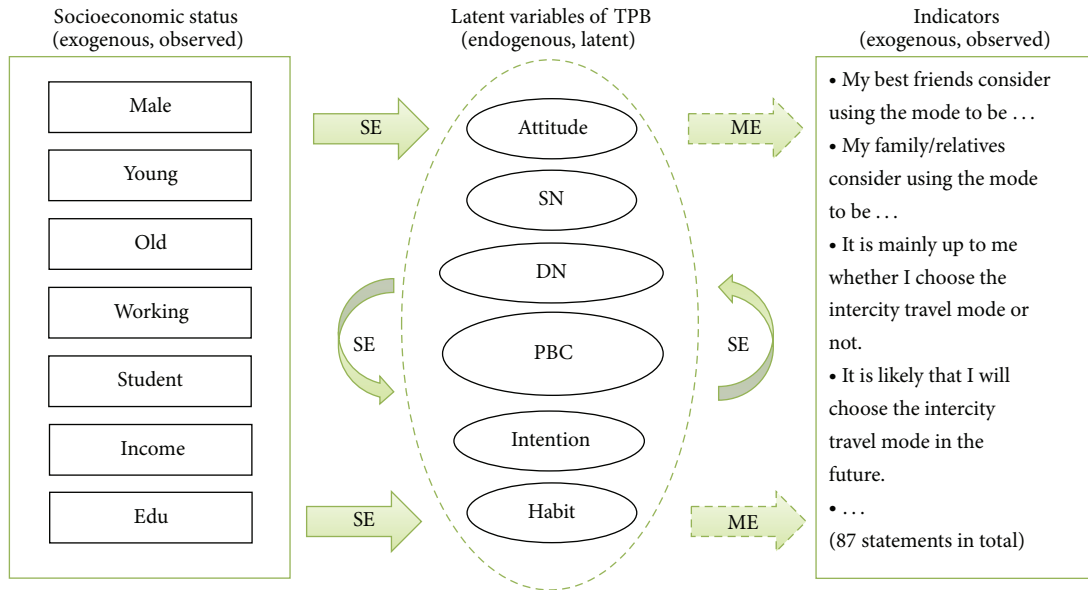 Socioeconomic status
(exogenous, observed)
Male
Young
Old
Working
Student
Income
Edu
SE
SE
SE
Latent variables of TPB
(endogenous, latent)
Attitude
SN
DN
PBC
Intention
Habit
ME
SE
ME
Indicators
(exogenous, observed)
• My best friends consider
using the mode to be …
• My family/relatives
consider using the mode
to be …
• It is mainly up to me
whether I choose the
intercity travel mode or
not.
• It is likely that I will
choose the intercity
travel mode in the
future.
• …
(87 statements in total)